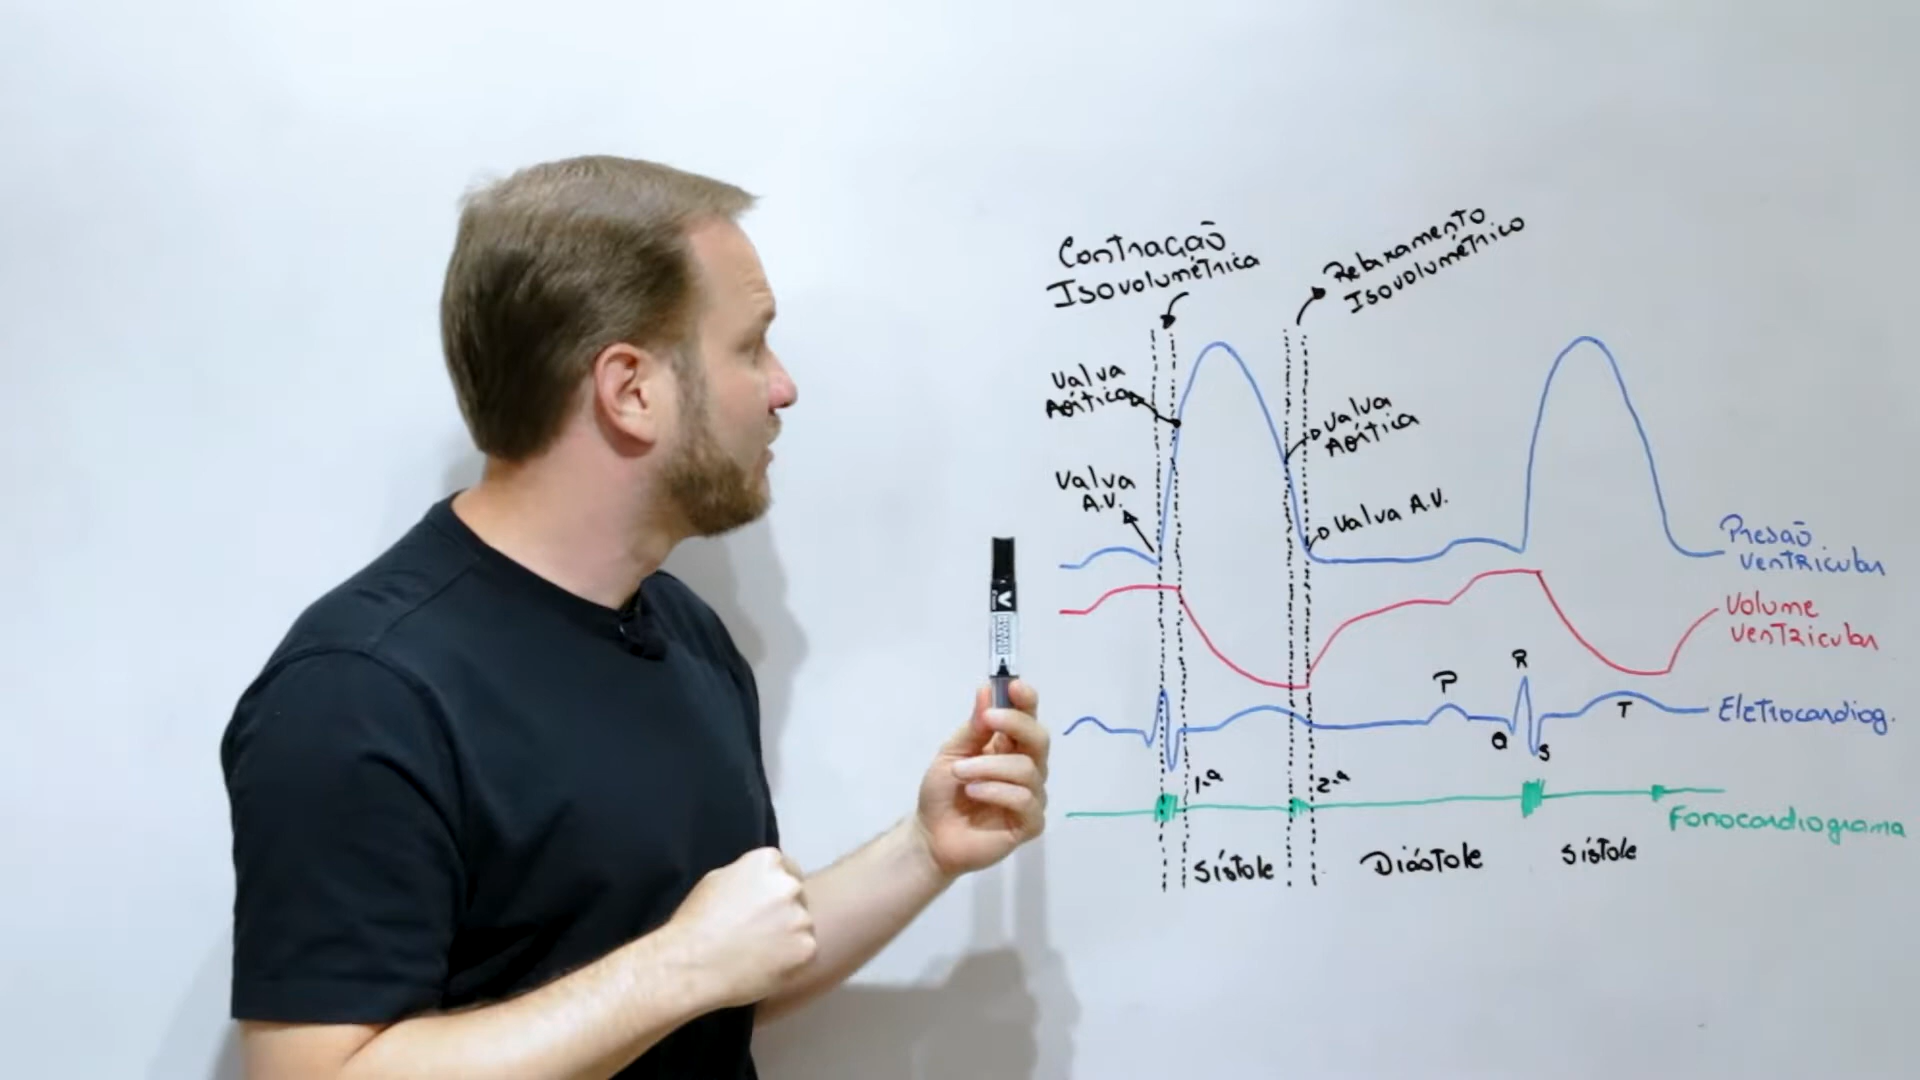 Contração
Isovolumétrica
Relaxamento
Isovolumétrico
Valva
Aórtica
Valva
A.V.
Valva
Aórtica
Valva A.V.
Presaõ
Ventricular
Volume
Ventricular
P
R
Q
S
T
Eletrocardiog.
1.ª
2.ª
Fonocardiograma
Sístole
Diástole
Sístole
V